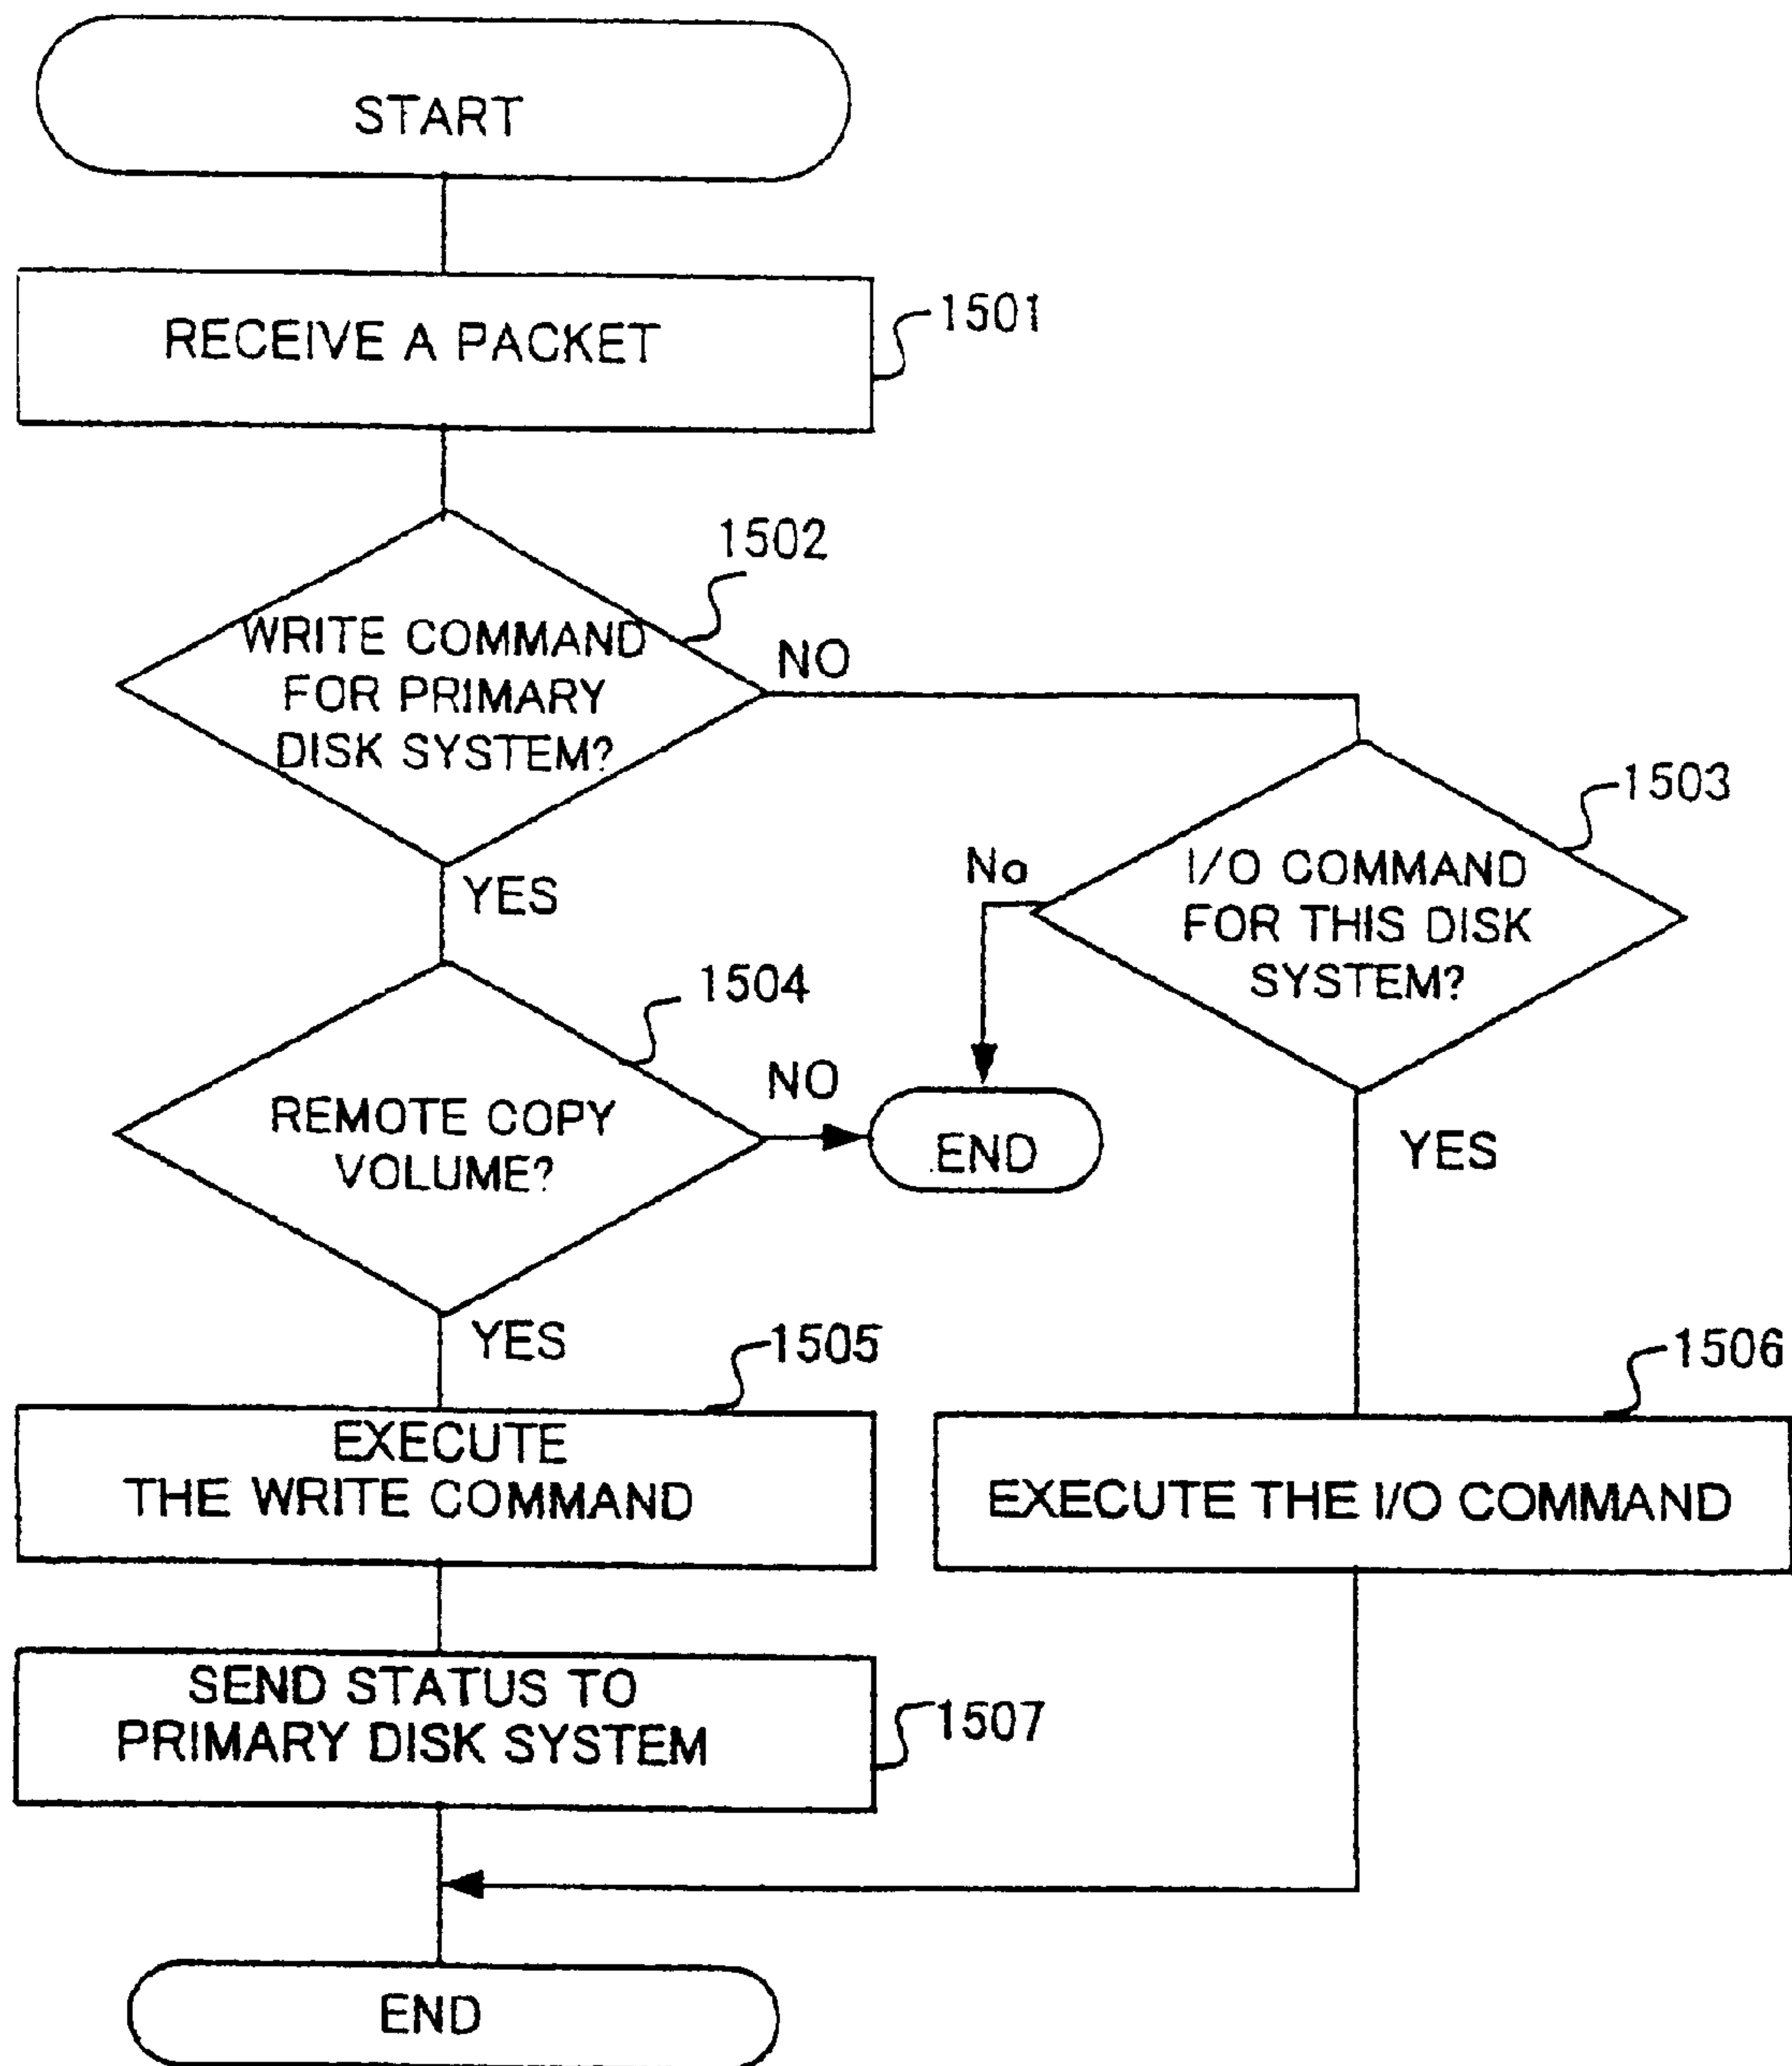 START
RECEIVE A PACKET
1501
1502
WRITE COMMAND
FOR PRIMARY
DISK SYSTEM?
NO
YES
1503
No
I/O COMMAND
FOR THIS DISK
SYSTEM?
YES
1504
REMOTE COPY
VOLUME?
NO
END
YES
1505
EXECUTE
THE WRITE COMMAND
1506
EXECUTE THE I/O COMMAND
SEND STATUS TO
PRIMARY DISK SYSTEM
1507
END